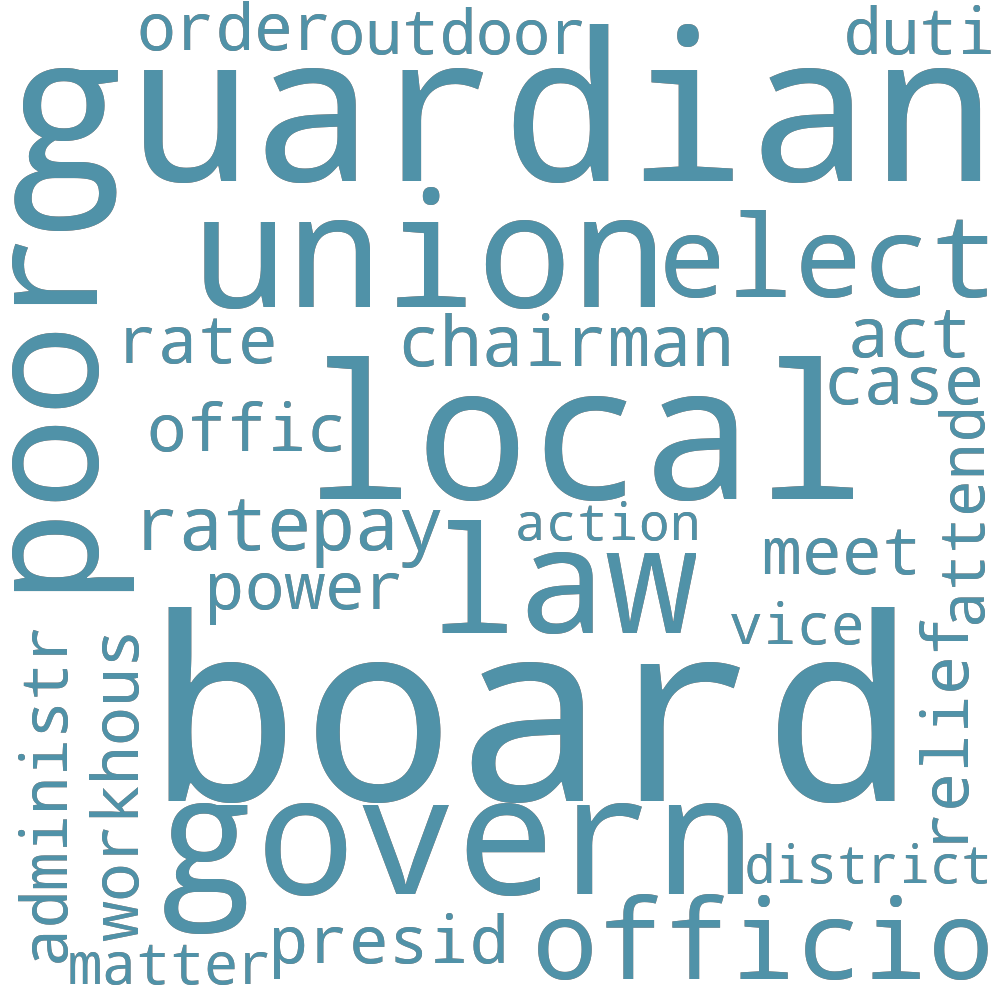 order
outdoor
duti
guardian
poor
union
elect
rate
chairman
act
case
local
offic
attend
ratepay
action
law
meet
power
vice
board
relief
administr
workhous
govern
district
presid
officio
matter